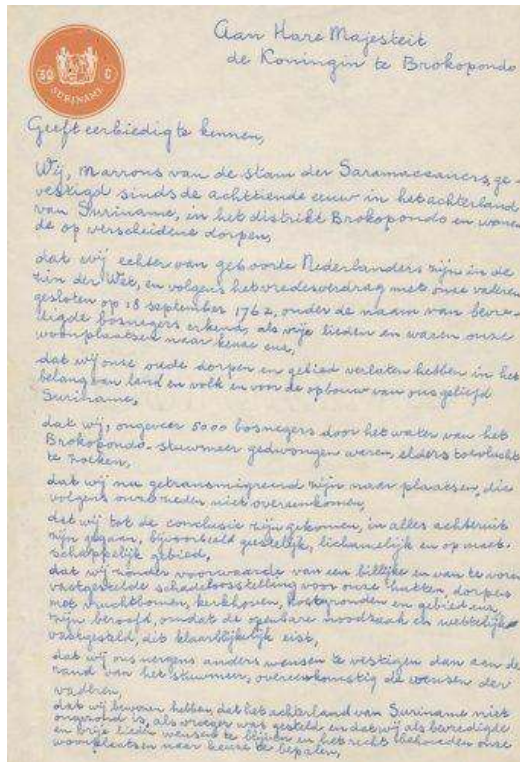 Aan Hare Majesteit
de Koningin te Brokopondo
50 C
SURINAME
Geeft eerbiedig te kennen,
Wij, Marrons van de stam der Saramaccaners, ge-
vestigd sinds de achttiende eeuw in het achterland
van Suriname, en het distrikt Brokopondo en wonen-
de op verscheidene dorpen,
dat wij echter van geboorte Nederlanders zijn in de
zin der Wet, en volgens het vredesverdrag met onze vaderen
gesloten op 18 september 1762, onder de naam van bevre-
digde bosnegers erkend, als vrije lieden en waren onze
woonplaatsen naar keuze enz,
dat wij onze oude dorpen en gebied verlaten hebben in het
belang van land en volk en voor de opbouw van ons geliefd
Suriname,
dat wij, ongeveer 5000 bosnegers door het water van het
Brokopondo-stuwmeer gedwongen waren, elders toevlucht
te zoeken,
dat wij nu getransmigreerd zijn naar plaatsen, die
volgens onze zeden niet overeenkomen,
dat wij tot de conclusie zijn gekomen, in alles achteruit
zijn gegaan, bijvoorbeeld geestelijk, lichamelijk en op maat-
schappelijk gebied,
dat wij zonder voorwaarde van een billijke en van te voren
vastgestelde schadeloosstelling voor onze hutten, dorpen
met vruchtbomen, kerkhoven, kostgronden en gebied enz,
zijn beroofd, omdat de openbare noodzaak en wettelijk
vastgesteld, dit klaarblijkelijk eist,
dat wij ons nergens anders wensen te vestigen dan aan de
rand van het stuwmeer, overeenkomstig de wensen der
vaderen,
dat wij bewezen hebben, dat het achterland van Suriname niet
ongezond is, als vroeger was gesteld, en dat wij als bevredigde
en vrije lieden wensen te blijven en het recht behouden onze
woonplaatsen naar keuze te bepalen,